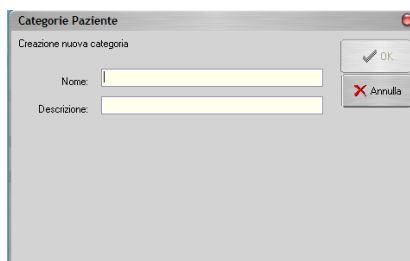 Categorie Paziente
Creazione nuova categoria
OK
Nome:
Annulla
Descrizione: